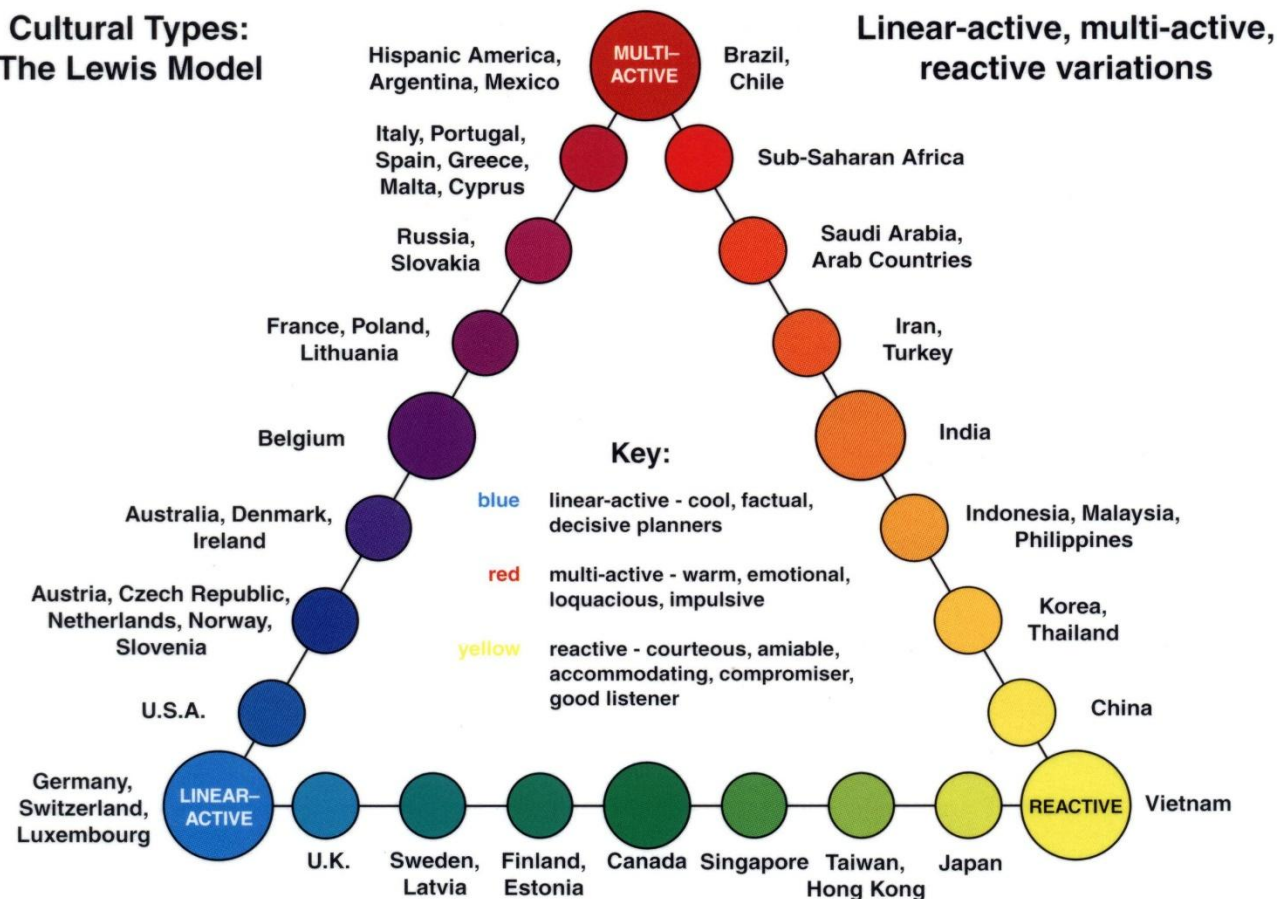 Cultural Types:
The Lewis Model
Linear-active, multi-active,
reactive variations
MULTI–
ACTIVE
Hispanic America,
Argentina, Mexico
Brazil,
Chile
Italy, Portugal,
Spain, Greece,
Malta, Cyprus
Sub-Saharan Africa
Russia,
Slovakia
Saudi Arabia,
Arab Countries
France, Poland,
Lithuania
Iran,
Turkey
Belgium
India
Key:
blue linear-active - cool, factual,
decisive planners
red multi-active - warm, emotional,
loquacious, impulsive
yellow reactive - courteous, amiable,
accommodating, compromiser,
good listener
Australia, Denmark,
Ireland
Indonesia, Malaysia,
Philippines
Austria, Czech Republic,
Netherlands, Norway,
Slovenia
Korea,
Thailand
U.S.A.
China
Germany,
Switzerland,
Luxembourg
LINEAR–
ACTIVE
REACTIVE
Vietnam
U.K.
Sweden,
Latvia
Finland,
Estonia
Canada
Singapore
Taiwan,
Hong Kong
Japan